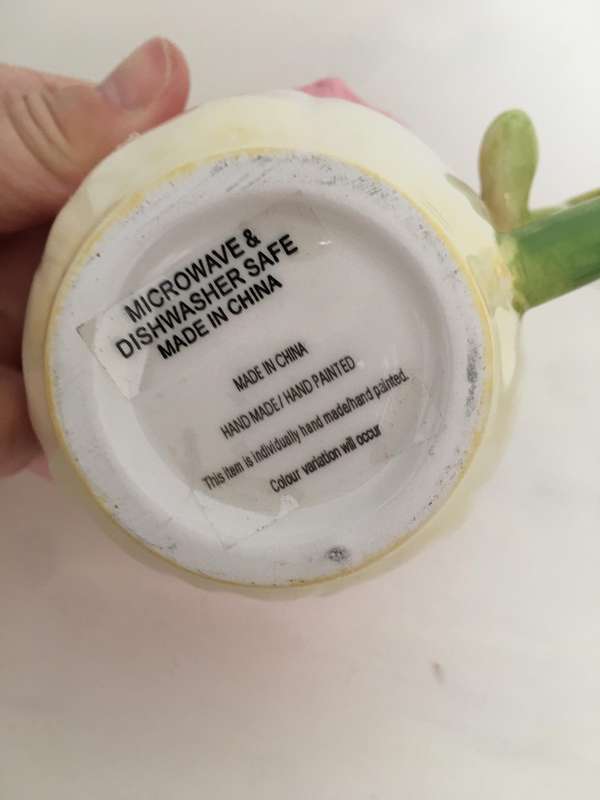 MICROWAVE &
DISHWASHER SAFE
MADE IN CHINA
MADE IN CHINA
HAND MADE / HAND PAINTED
This item is individually hand made/hand painted.
Colour variation will occur